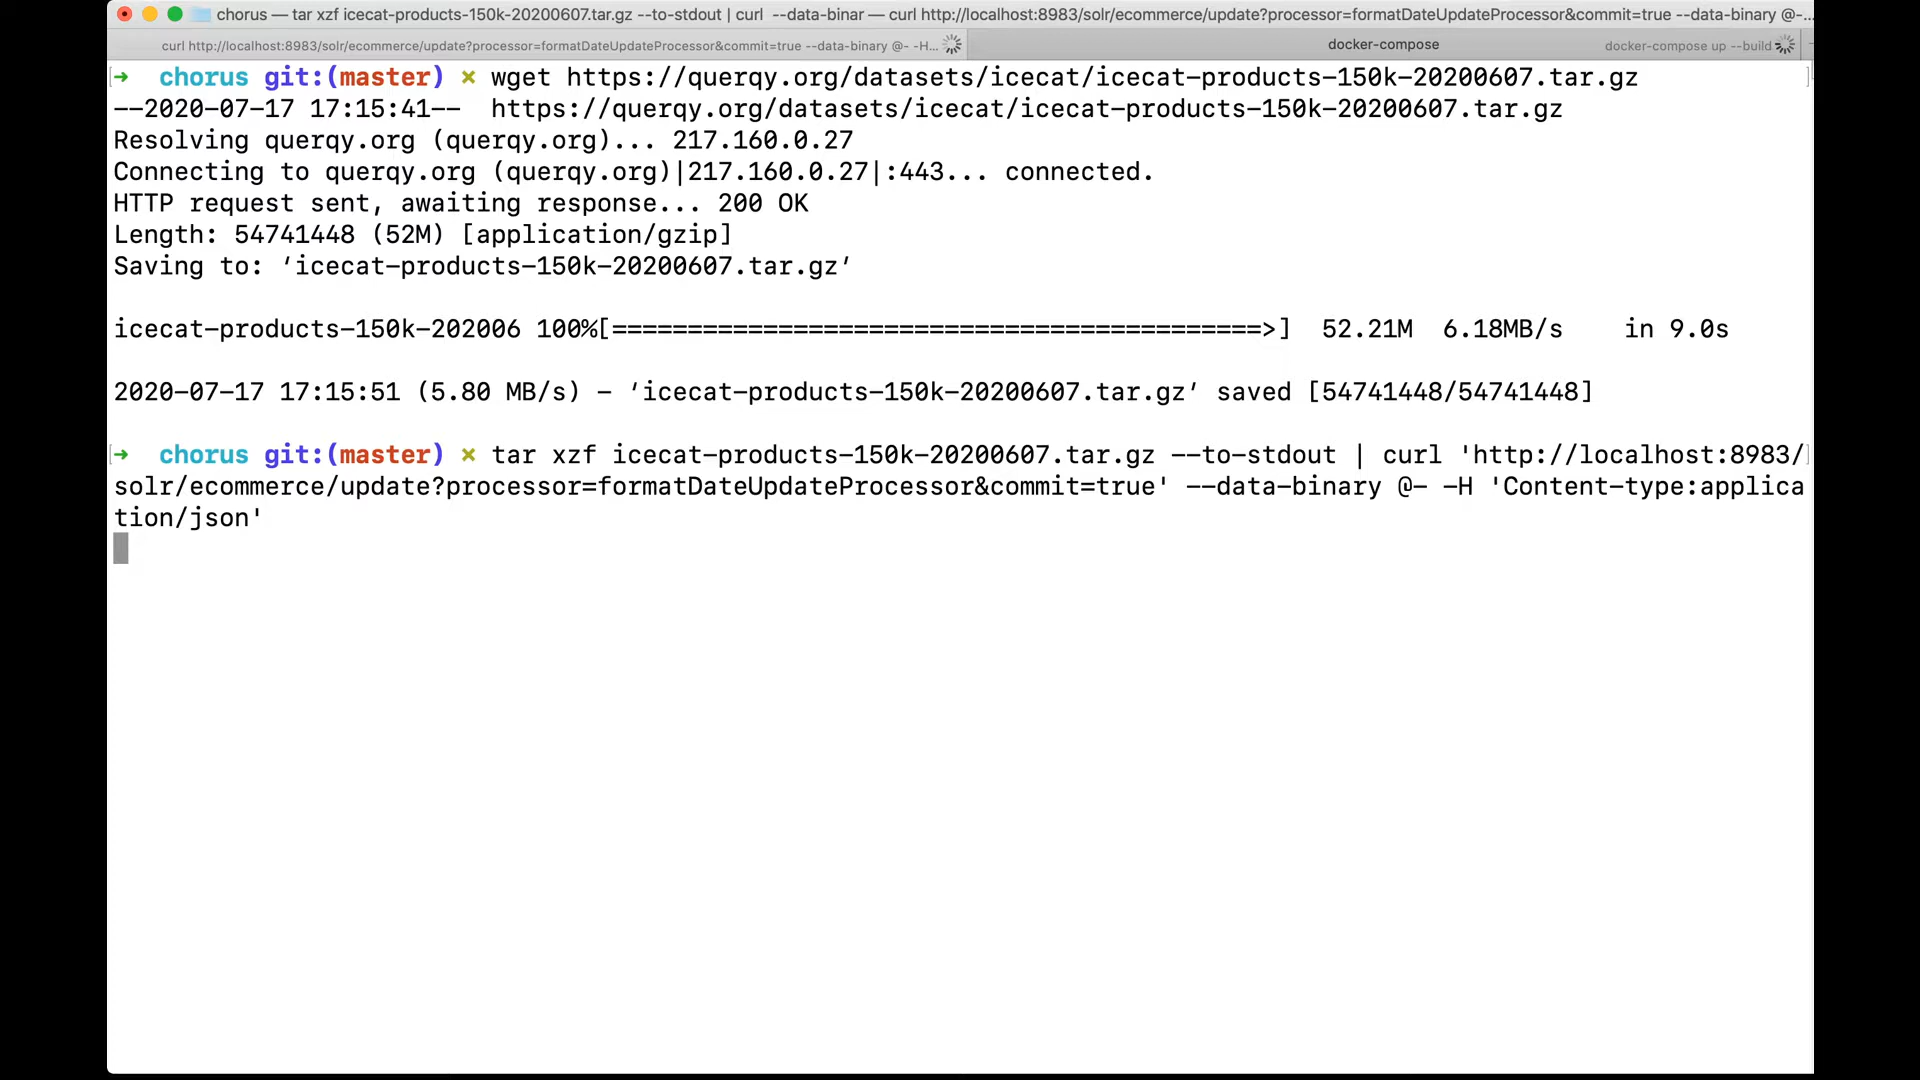 chorus — tar xzf icecat-products-150k-20200607.tar.gz --to-stdout | curl --data-binar — curl http://localhost:8983/solr/ecommerce/update?processor=formatDateUpdateProcessor&commit=true --data-binary @-...
curl http://localhost:8983/solr/ecommerce/update?processor=formatDateUpdateProcessor&commit=true --data-binary @- -H... docker-compose docker-compose up --build
➜ chorus git:(master) × wget https://querqy.org/datasets/icecat/icecat-products-150k-20200607.tar.gz
--2020-07-17 17:15:41-- https://querqy.org/datasets/icecat/icecat-products-150k-20200607.tar.gz
Resolving querqy.org (querqy.org)... 217.160.0.27
Connecting to querqy.org (querqy.org)|217.160.0.27|:443... connected.
HTTP request sent, awaiting response... 200 OK
Length: 54741448 (52M) [application/gzip]
Saving to: ‘icecat-products-150k-20200607.tar.gz’
icecat-products-150k-202006 100%[===========================================>] 52.21M 6.18MB/s in 9.0s
2020-07-17 17:15:51 (5.80 MB/s) - ‘icecat-products-150k-20200607.tar.gz’ saved [54741448/54741448]
➜ chorus git:(master) × tar xzf icecat-products-150k-20200607.tar.gz --to-stdout | curl 'http://localhost:8983/
solr/ecommerce/update?processor=formatDateUpdateProcessor&commit=true' --data-binary @- -H 'Content-type:applica
tion/json'